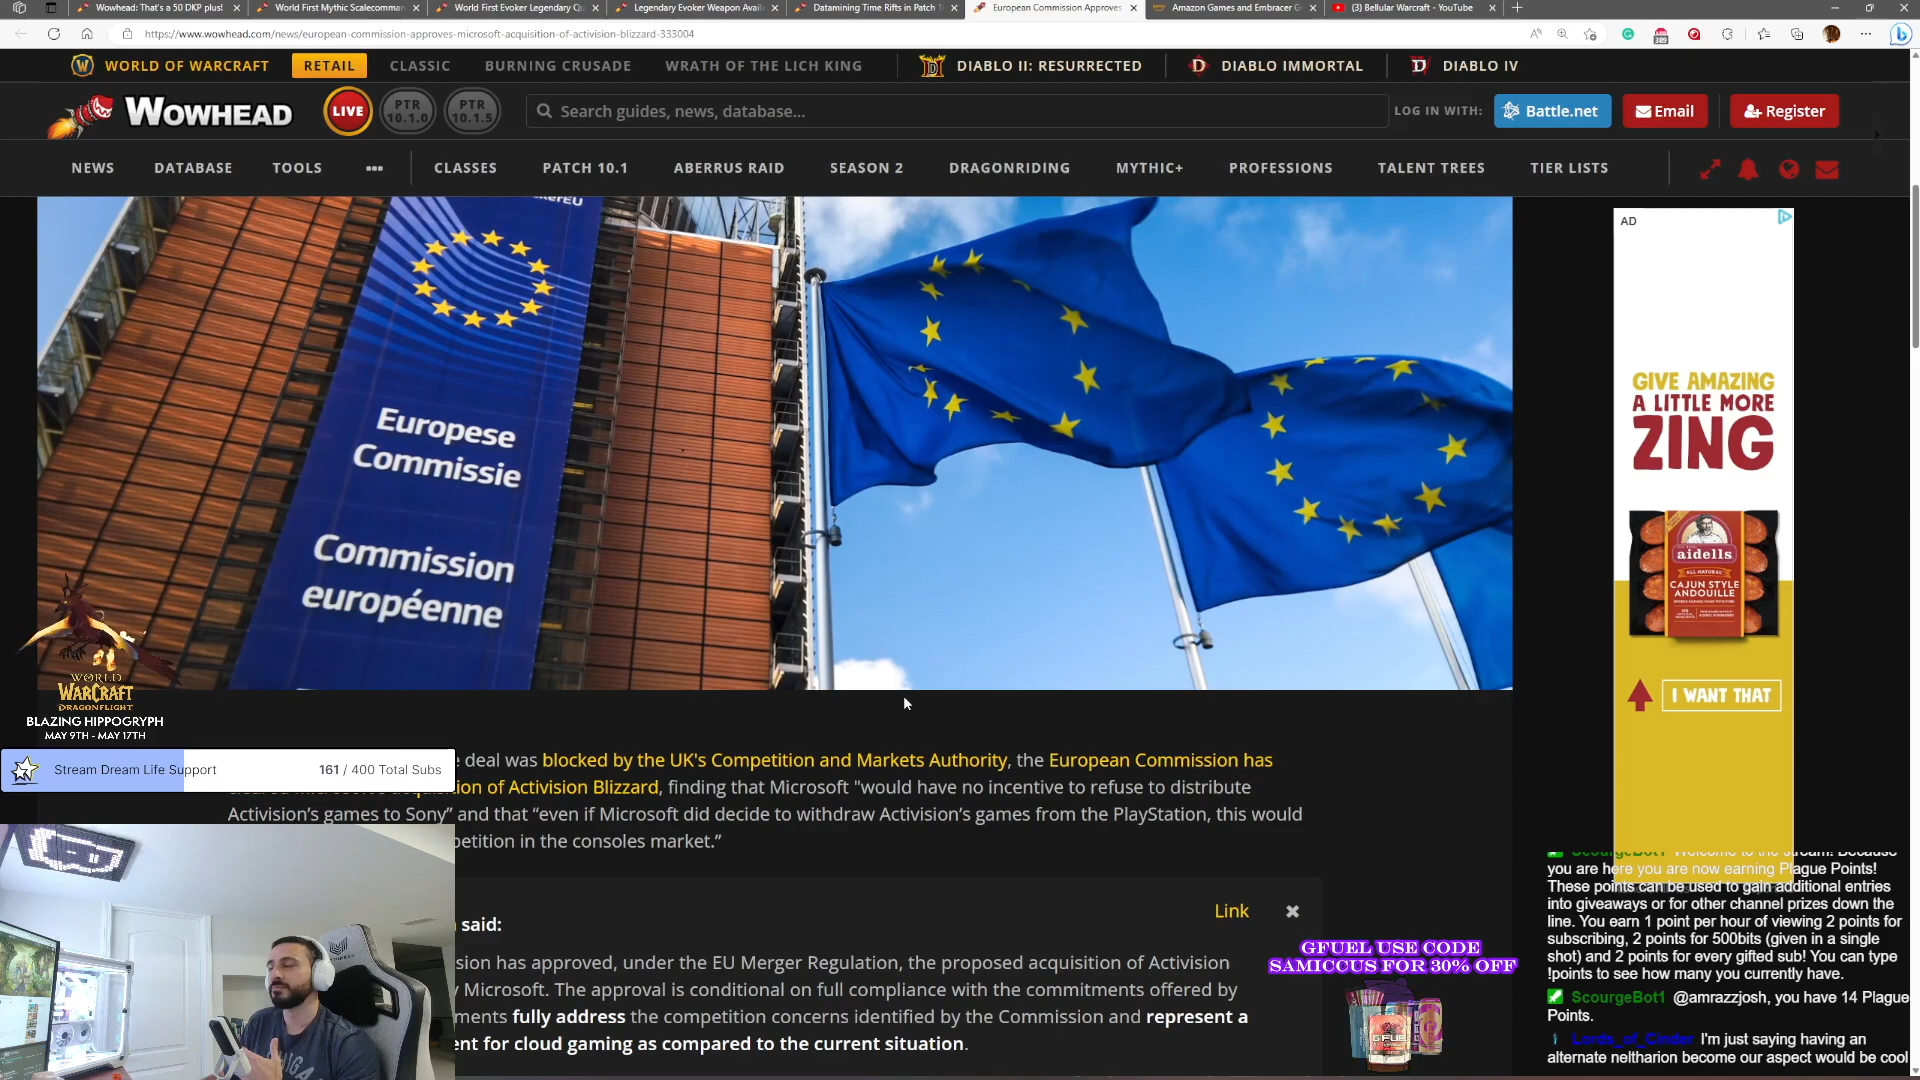 Wowhead: That's a 50 DKP plus!
World First Mythic Scalecomman
World First Evoker Legendary Qu
Legendary Evoker Weapon Avail
Datamining Time Rifts in Patch 1
European Commission Approves
Amazon Games and Embracer G
(3) Bellular Warcraft - YouTube
https://www.wowhead.com/news/european-commission-approves-microsoft-acquisition-of-activision-blizzard-333004
WORLD OF WARCRAFT RETAIL CLASSIC BURNING CRUSADE WRATH OF THE LICH KING DIABLO II: RESURRECTED DIABLO IMMORTAL DIABLO IV
WOWHEAD LIVE PTR 10.1.0 PTR 10.1.5 Search guides, news, database... LOG IN WITH: Battle.net Email Register
NEWS DATABASE TOOLS ••• CLASSES PATCH 10.1 ABERRUS RAID SEASON 2 DRAGONRIDING MYTHIC+ PROFESSIONS TALENT TREES TIER LISTS
Europese
Commissie
Commission
européenne
AD
GIVE AMAZING
A LITTLE MORE
ZING
aidells
ALL NATURAL
CAJUN STYLE
ANDOUILLE
I WANT THAT
WORLD
WARCRAFT
DRAGONFLIGHT
BLAZING HIPPOGRYPH
MAY 9TH - MAY 17TH
Stream Dream Life Support 161 / 400 Total Subs
deal was blocked by the UK's Competition and Markets Authority, the European Commission has
ion of Activision Blizzard, finding that Microsoft "would have no incentive to refuse to distribute
Activision’s games to Sony” and that “even if Microsoft did decide to withdraw Activision’s games from the PlayStation, this would
petition in the consoles market.”
said:
Link
sion has approved, under the EU Merger Regulation, the proposed acquisition of Activision
y Microsoft. The approval is conditional on full compliance with the commitments offered by
ments fully address the competition concerns identified by the Commission and represent a
ent for cloud gaming as compared to the current situation.
GFUEL USE CODE
SAMICCUS FOR 30% OFF
ScourgeBot1 Welcome to the stream! Because
you are here you are now earning Plague Points!
These points can be used to gain additional entries
into giveaways or for other channel prizes down the
line. You earn 1 point per hour of viewing 2 points for
subscribing, 2 points for 500bits (given in a single
shot) and 2 points for every gifted sub! You can type
!points to see how many you currently have.
ScourgeBot1 @amrazzjosh, you have 14 Plague
Points.
Lords_of_Cinder I'm just saying having an
alternate neltharion become our aspect would be cool